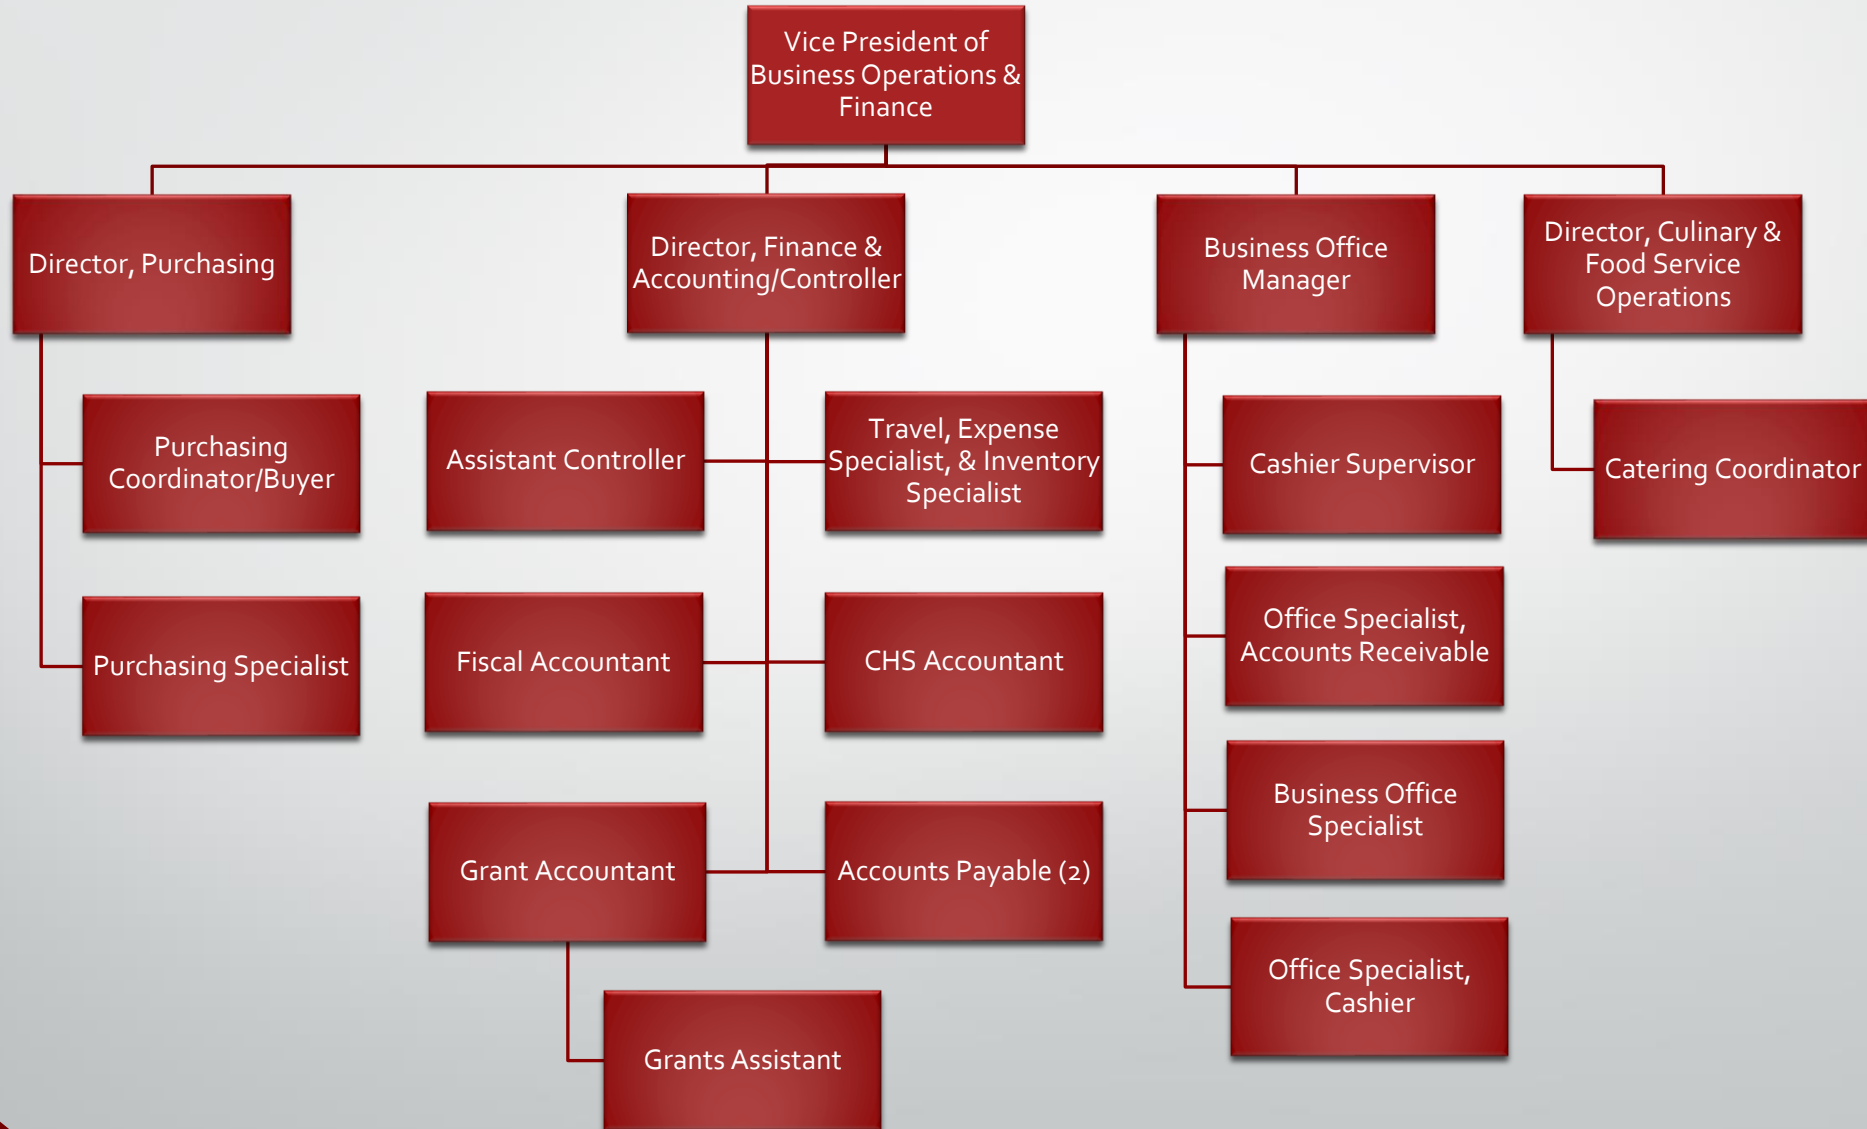 Vice President of
Business Operations &
Finance
Director, Purchasing
Director, Finance &
Accounting/Controller
Business Office
Manager
Director, Culinary &
Food Service
Operations
Purchasing
Coordinator/Buyer
Assistant Controller
Travel, Expense
Specialist, & Inventory
Specialist
Cashier Supervisor
Catering Coordinator
Purchasing Specialist
Fiscal Accountant
CHS Accountant
Office Specialist,
Accounts Receivable
Grant Accountant
Accounts Payable (2)
Business Office
Specialist
Grants Assistant
Office Specialist,
Cashier